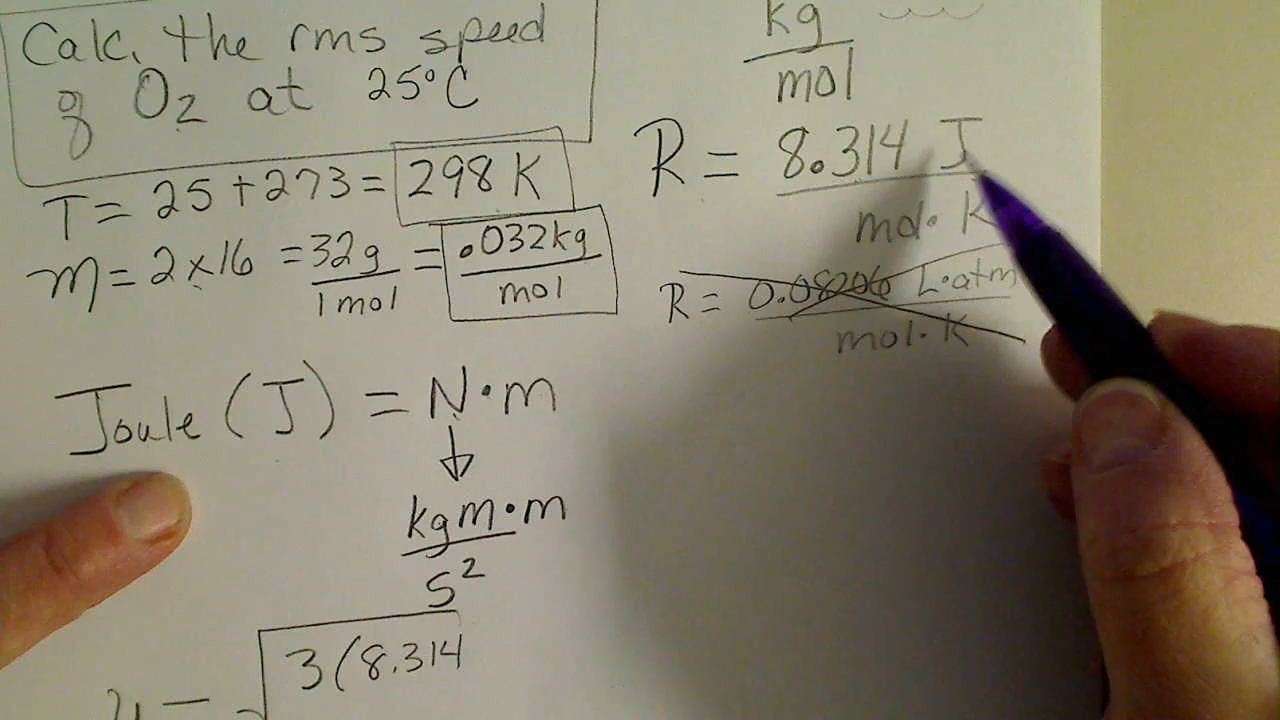 Calc. the rms speed
of O2 at 25°C
T = 25 + 273 = 298 K
m = 2 x 16 = 32g / 1 mol = .032kg / mol
Joule (J) = N·m
↓
kg m·m
s²
u = √ 3(8.314
kg
mol
R = 8.314 J
mol· K
R = 0.08206 L·atm
mol· K